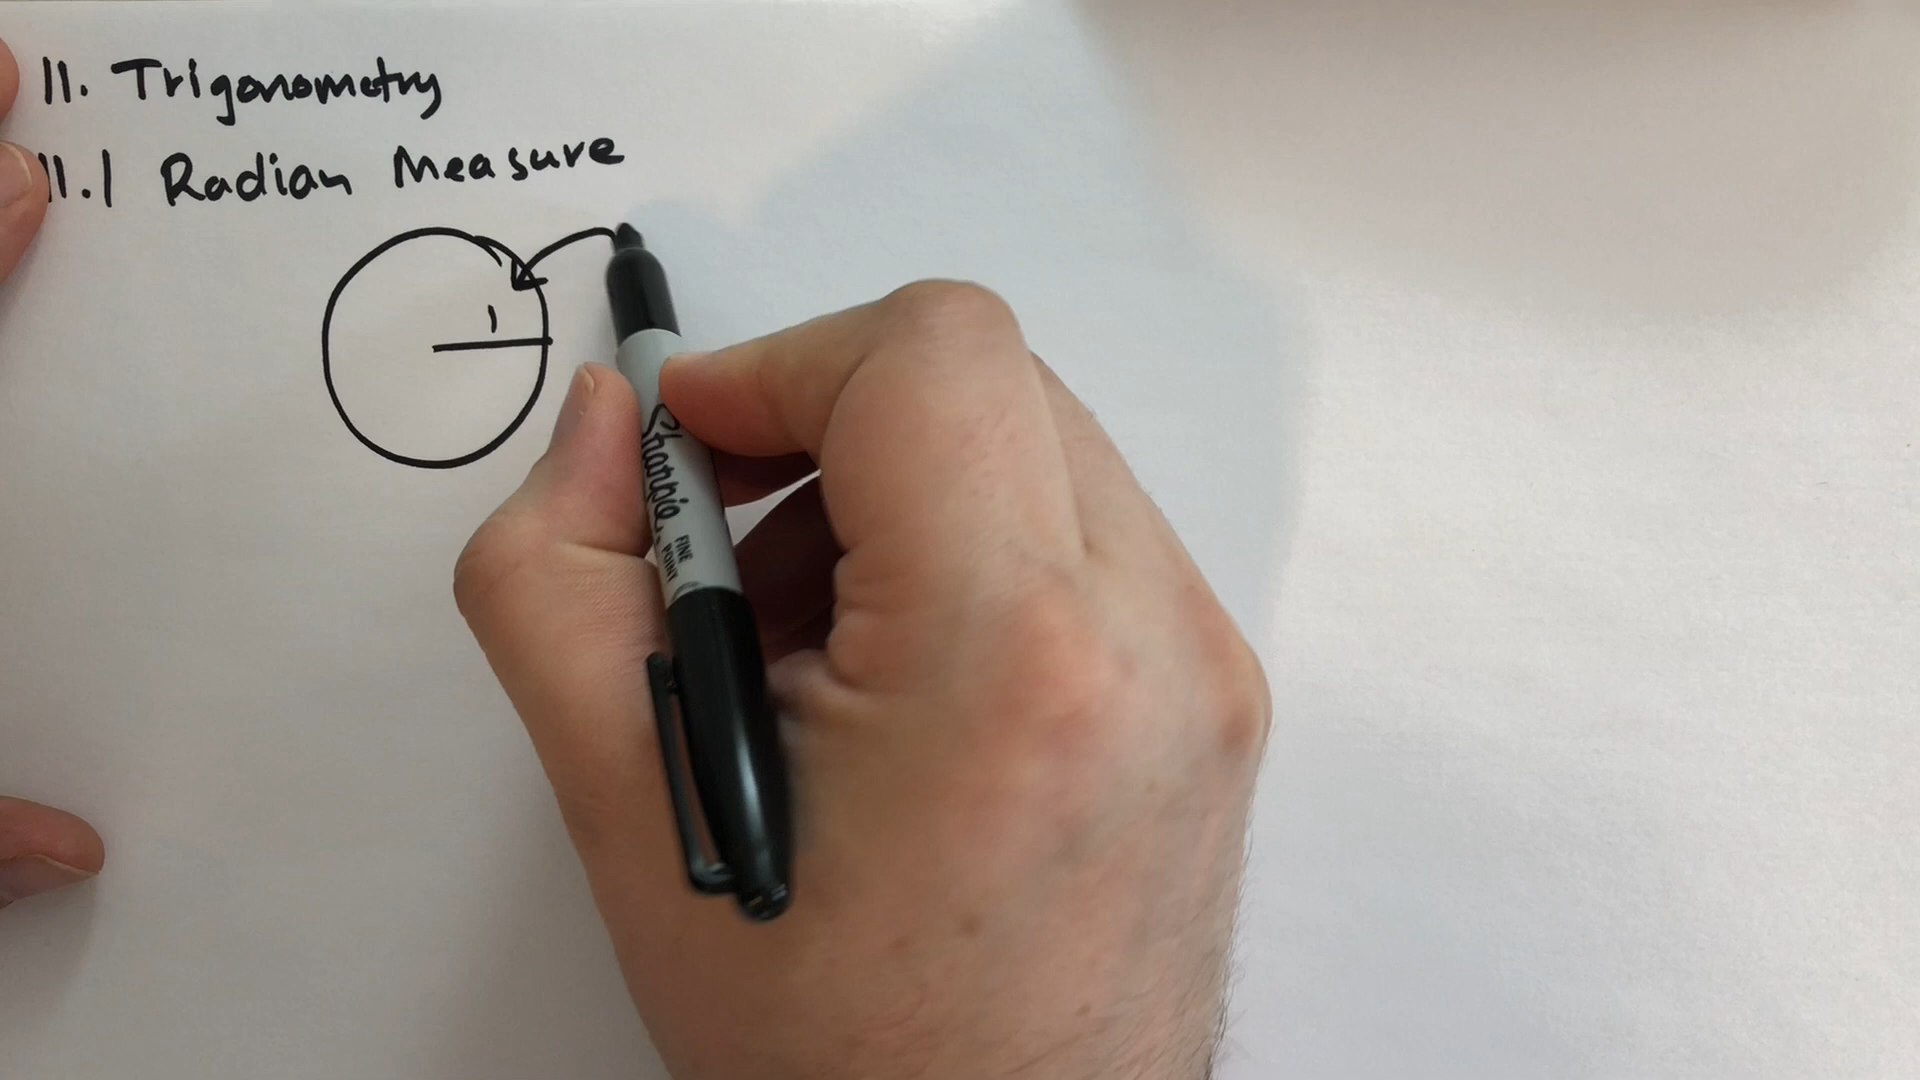 11. Trigonometry
11.1 Radian Measure
1
Sharpie.
FINE
POINT